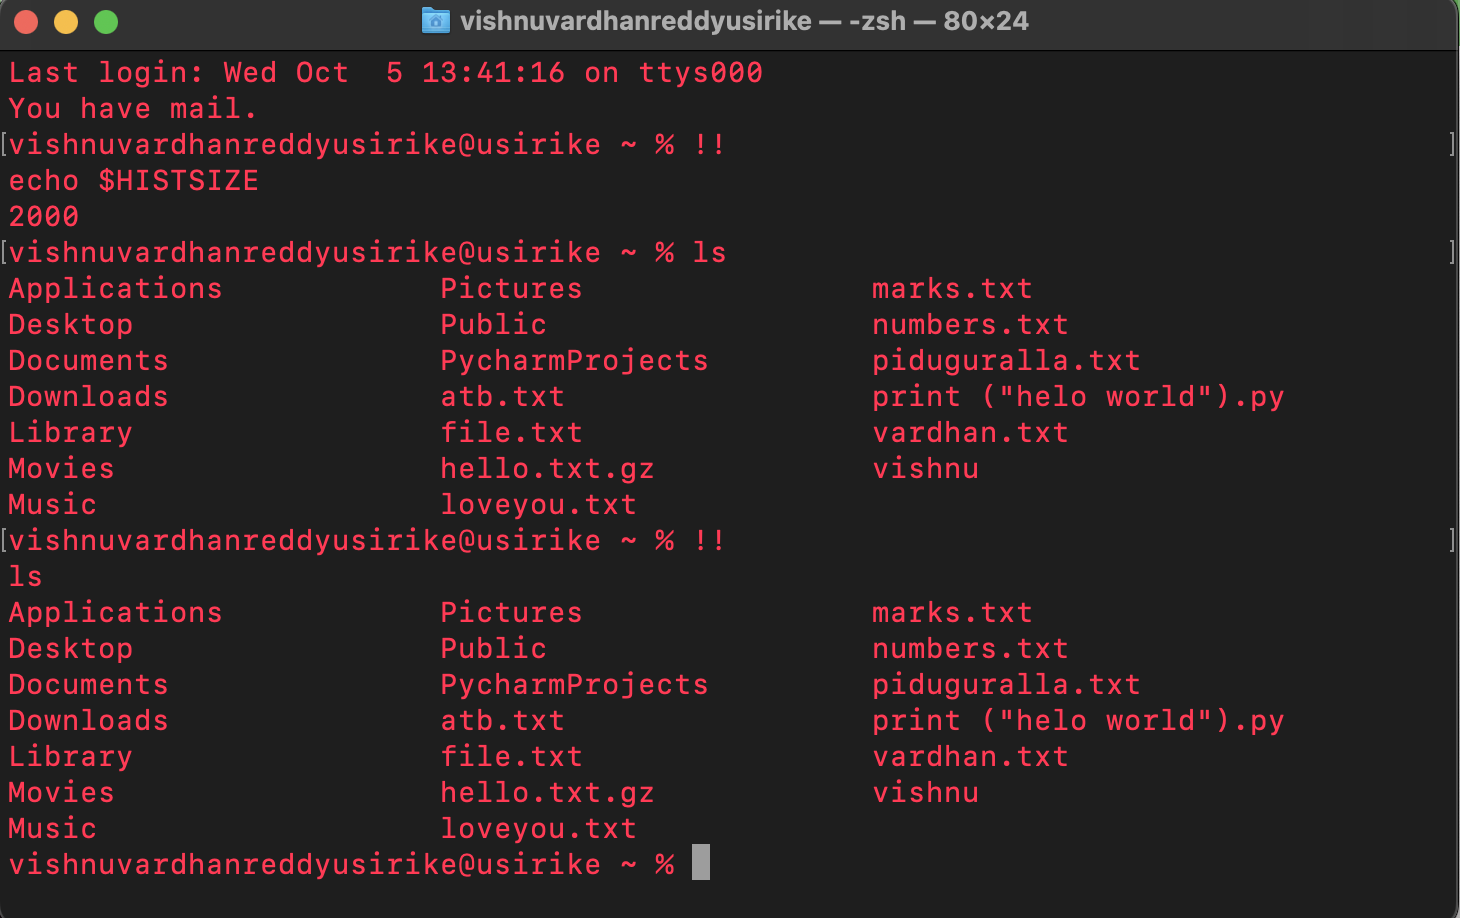 vishnuvardhanreddyusirike — -zsh — 80×24
Last login: Wed Oct  5 13:41:16 on ttys000
You have mail.
[vishnuvardhanreddyusirike@usirike ~ % !! ]
echo $HISTSIZE
2000
[vishnuvardhanreddyusirike@usirike ~ % ls ]
Applications Pictures marks.txt
Desktop Public numbers.txt
Documents PycharmProjects piduguralla.txt
Downloads atb.txt print ("helo world").py
Library file.txt vardhan.txt
Movies hello.txt.gz vishnu
Music loveyou.txt
[vishnuvardhanreddyusirike@usirike ~ % !! ]
ls
Applications Pictures marks.txt
Desktop Public numbers.txt
Documents PycharmProjects piduguralla.txt
Downloads atb.txt print ("helo world").py
Library file.txt vardhan.txt
Movies hello.txt.gz vishnu
Music loveyou.txt
vishnuvardhanreddyusirike@usirike ~ %